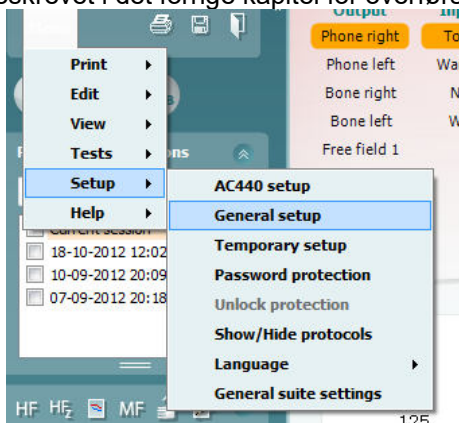 Output
Phone right
Phone left
Bone right
Bone left
Free field 1
Print
Edit
View
Tests
Setup
Help
AC440 setup
General setup
Temporary setup
Password protection
Unlock protection
Show/Hide protocols
Language
General suite settings
Current session
18-10-2012 12:02
10-09-2012 20:09
07-09-2012 20:18
HF HFz MF
125